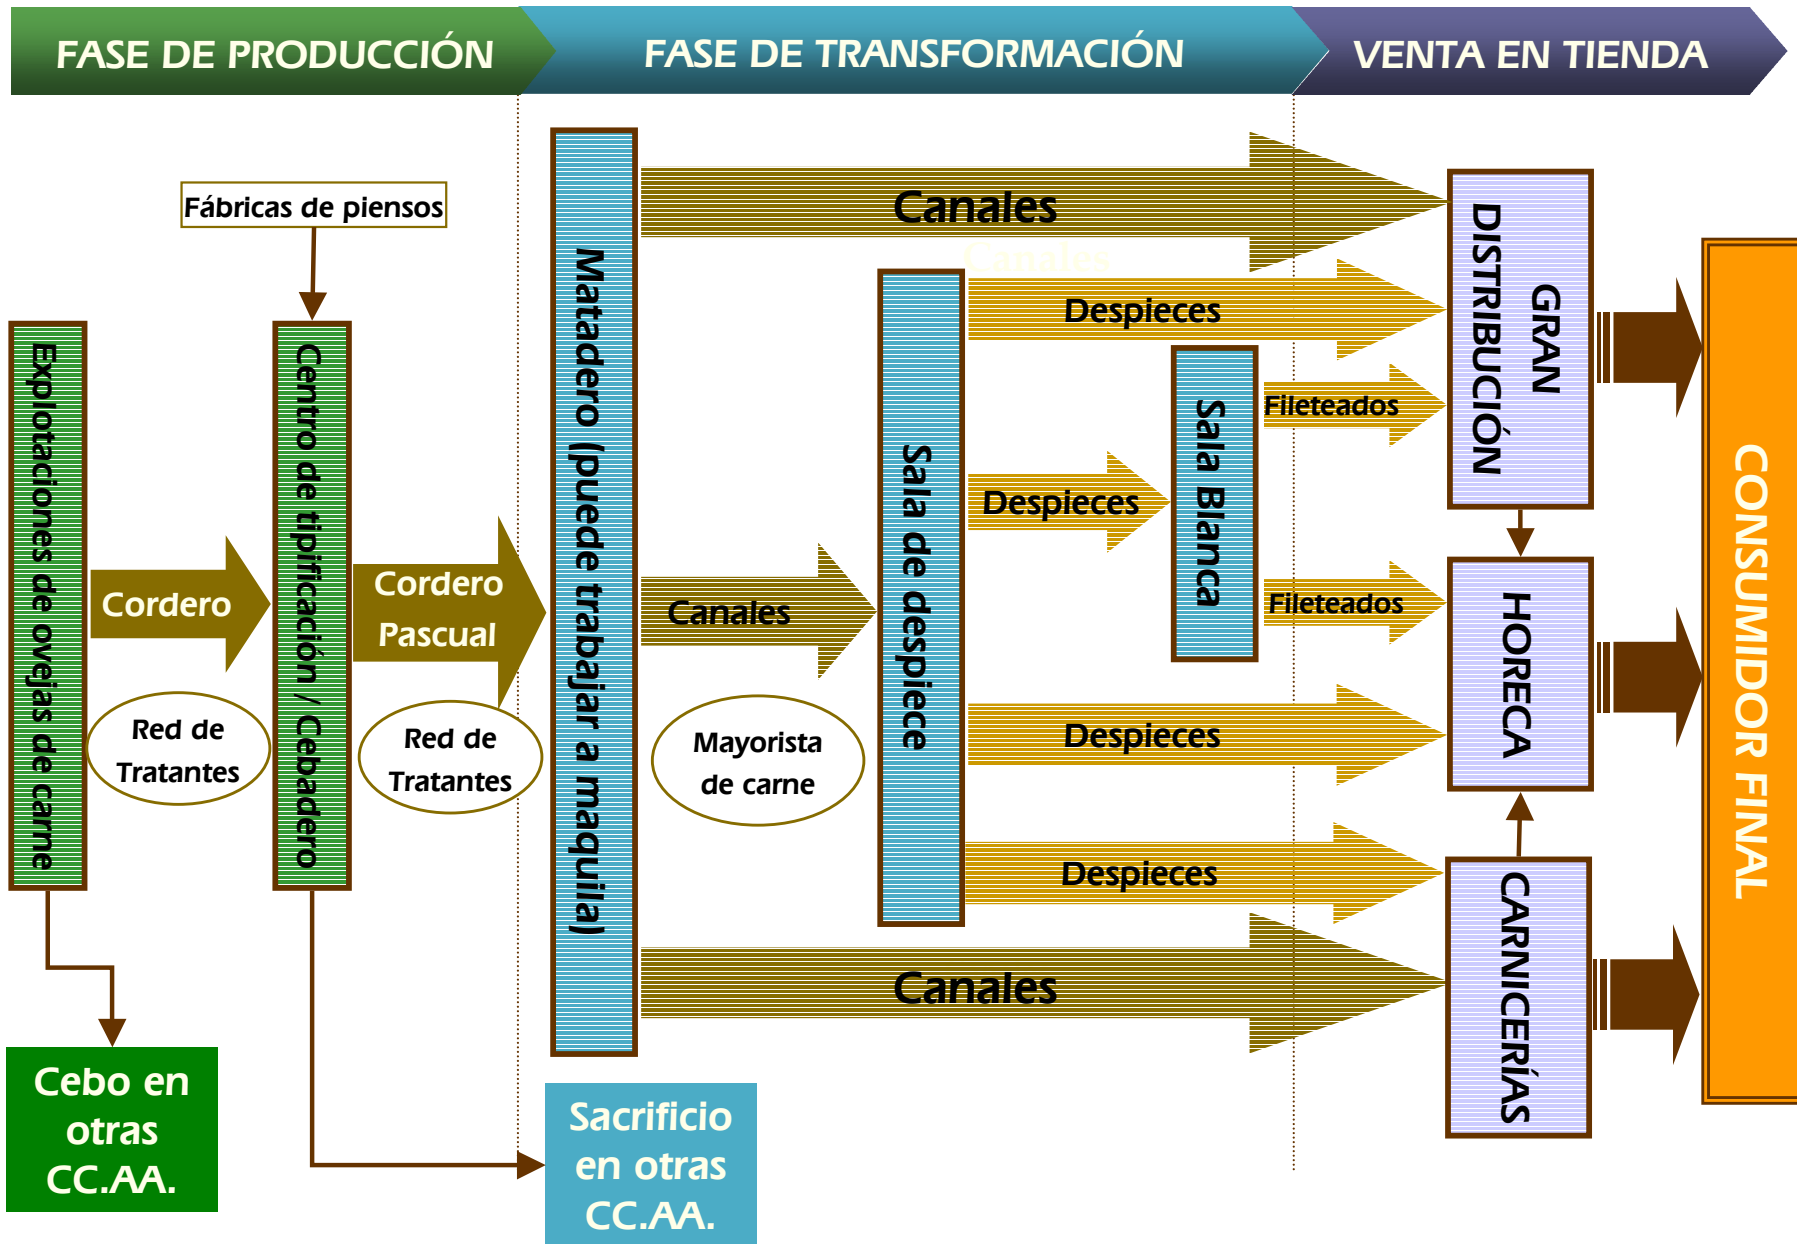 FASE DE PRODUCCIÓN
FASE DE TRANSFORMACIÓN
VENTA EN TIENDA
Fábricas de piensos
Explotaciones de ovejas de carne
Cordero
Red de
Tratantes
Centro de tipificación / Cebadero
Cordero
Pascual
Red de
Tratantes
Cebo en
otras
CC.AA.
Matadero (puede trabajar a maquila)
Sacrificio
en otras
CC.AA.
Canales
Canales
Canales
Mayorista
de carne
Canales
Sala de despiece
Despieces
Despieces
Despieces
Despieces
Sala Blanca
Fileteados
Fileteados
GRAN
DISTRIBUCIÓN
HORECA
CARNICERÍAS
CONSUMIDOR FINAL